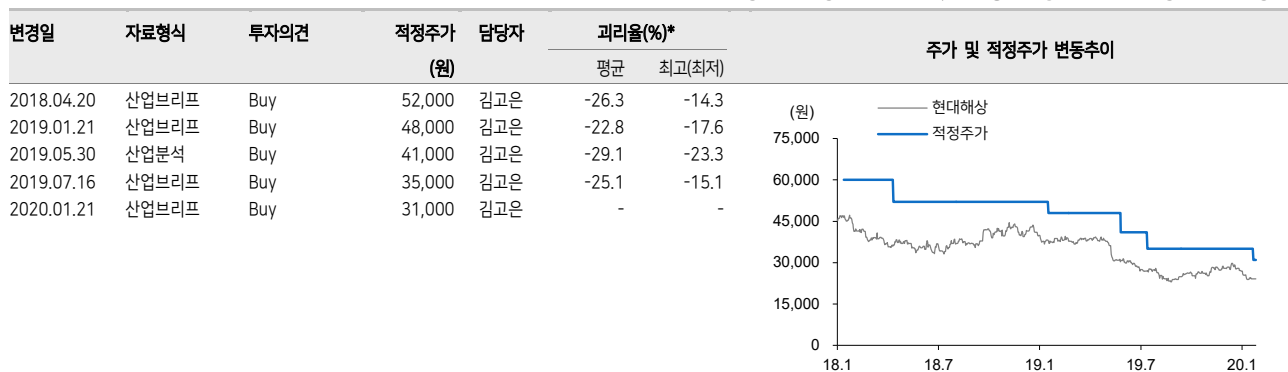 변경일 자료형식 투자의견 적정주가 담당자 괴리율(%)*
(원) 평균 최고(최저)
2018.04.20 산업브리프 Buy 52,000 김고은 -26.3 -14.3
2019.01.21 산업브리프 Buy 48,000 김고은 -22.8 -17.6
2019.05.30 산업분석 Buy 41,000 김고은 -29.1 -23.3
2019.07.16 산업브리프 Buy 35,000 김고은 -25.1 -15.1
2020.01.21 산업브리프 Buy 31,000 김고은 - -
주가 및 적정주가 변동추이
(원)
현대해상
적정주가
75,000
60,000
45,000
30,000
15,000
0
18.1 18.7 19.1 19.7 20.1